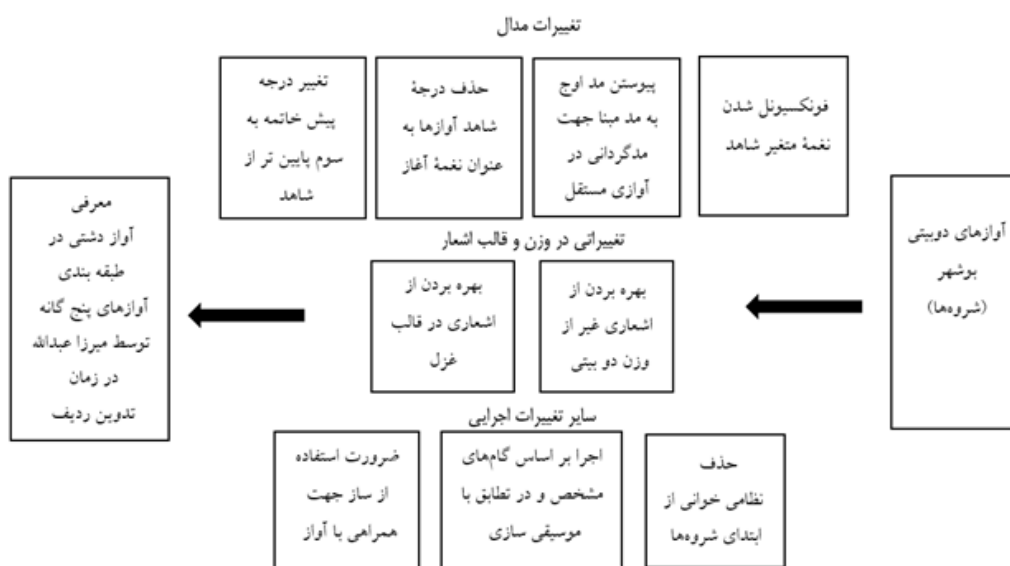 تغییرات مدال
فونکسیونل شدن
نغمهٔ متغیر شاهد
پیوستن مد اوج
به مد مبنا جهت
مدگردانی در
آوازی مستقل
حذف درجهٔ
شاهد آوازها به
عنوان نغمهٔ آغاز
تغییر درجه
پیش خاتمه به
سوم پایین تر از
شاهد
آوازهای دوبیتی
بوشهر
(شروه‌ها)
تغییراتی در وزن و قالب اشعار
بهره بردن از
اشعاری غیر از
وزن دو بیتی
بهره بردن از
اشعاری در قالب
غزل
سایر تغییرات اجرایی
حذف
نظامی خوانی از
ابتدای شروه‌ها
اجرا بر اساس گام‌های
مشخص و در تطابق با
موسیقی سازی
ضرورت استفاده
از ساز جهت
همراهی با آواز
معرفی
آواز دشتی در
طبقه بندی
آوازهای پنج گانه
توسط میرزا عبدالله
در زمان
تدوین ردیف